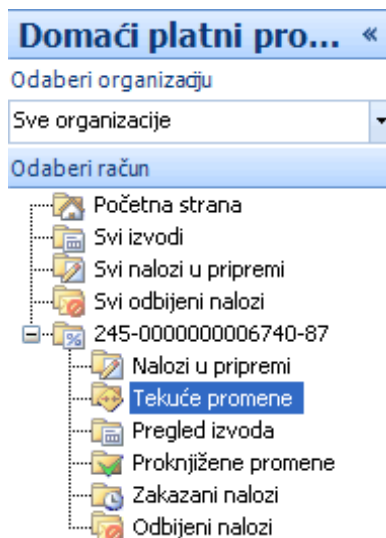 Domaći platni pro... «
Odaberi organizaciju
Sve organizacije
Odaberi račun
Početna strana
Svi izvodi
Svi nalozi u pripremi
Svi odbijeni nalozi
245-0000000006740-87
Nalozi u pripremi
Tekuće promene
Pregled izvoda
Proknjižene promene
Zakazani nalozi
Odbijeni nalozi